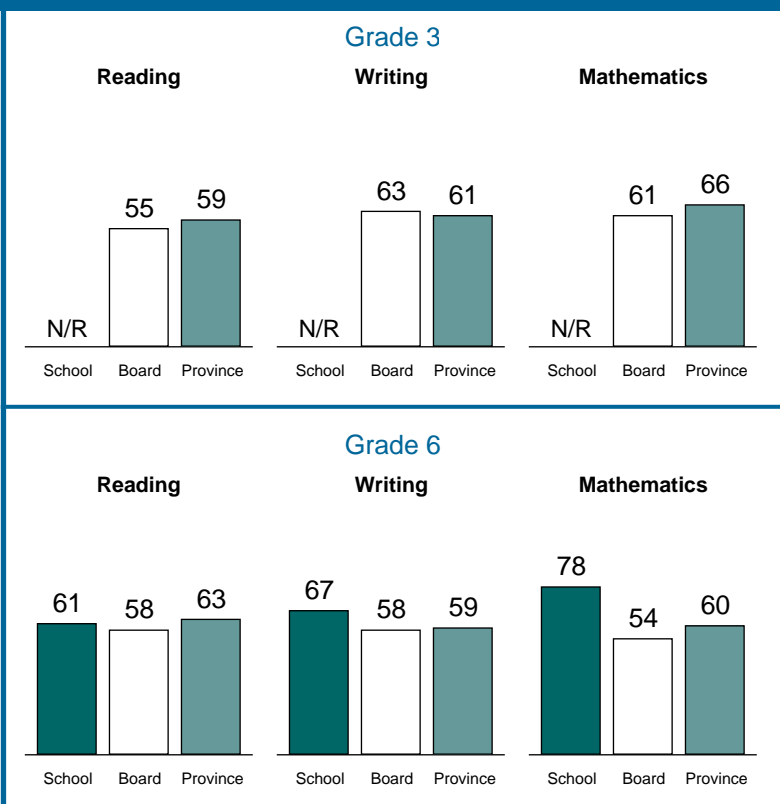 Grade 3
Reading Writing Mathematics
55 59 63 61 61 66
N/R N/R N/R
School Board Province School Board Province School Board Province
Grade 6
Reading Writing Mathematics
61 58 63 67 58 59 78 54 60
School Board Province School Board Province School Board Province